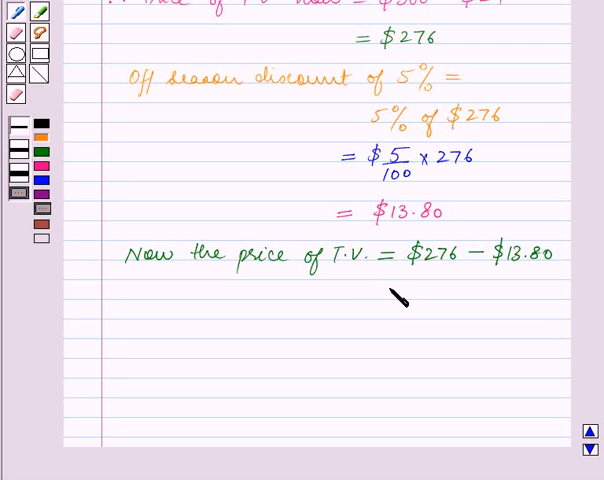 = $276
Off season discount of 5% =
5% of $276
= $ 5/100 × 276
= $13.80
Now the price of T.V. = $276 – $13.80